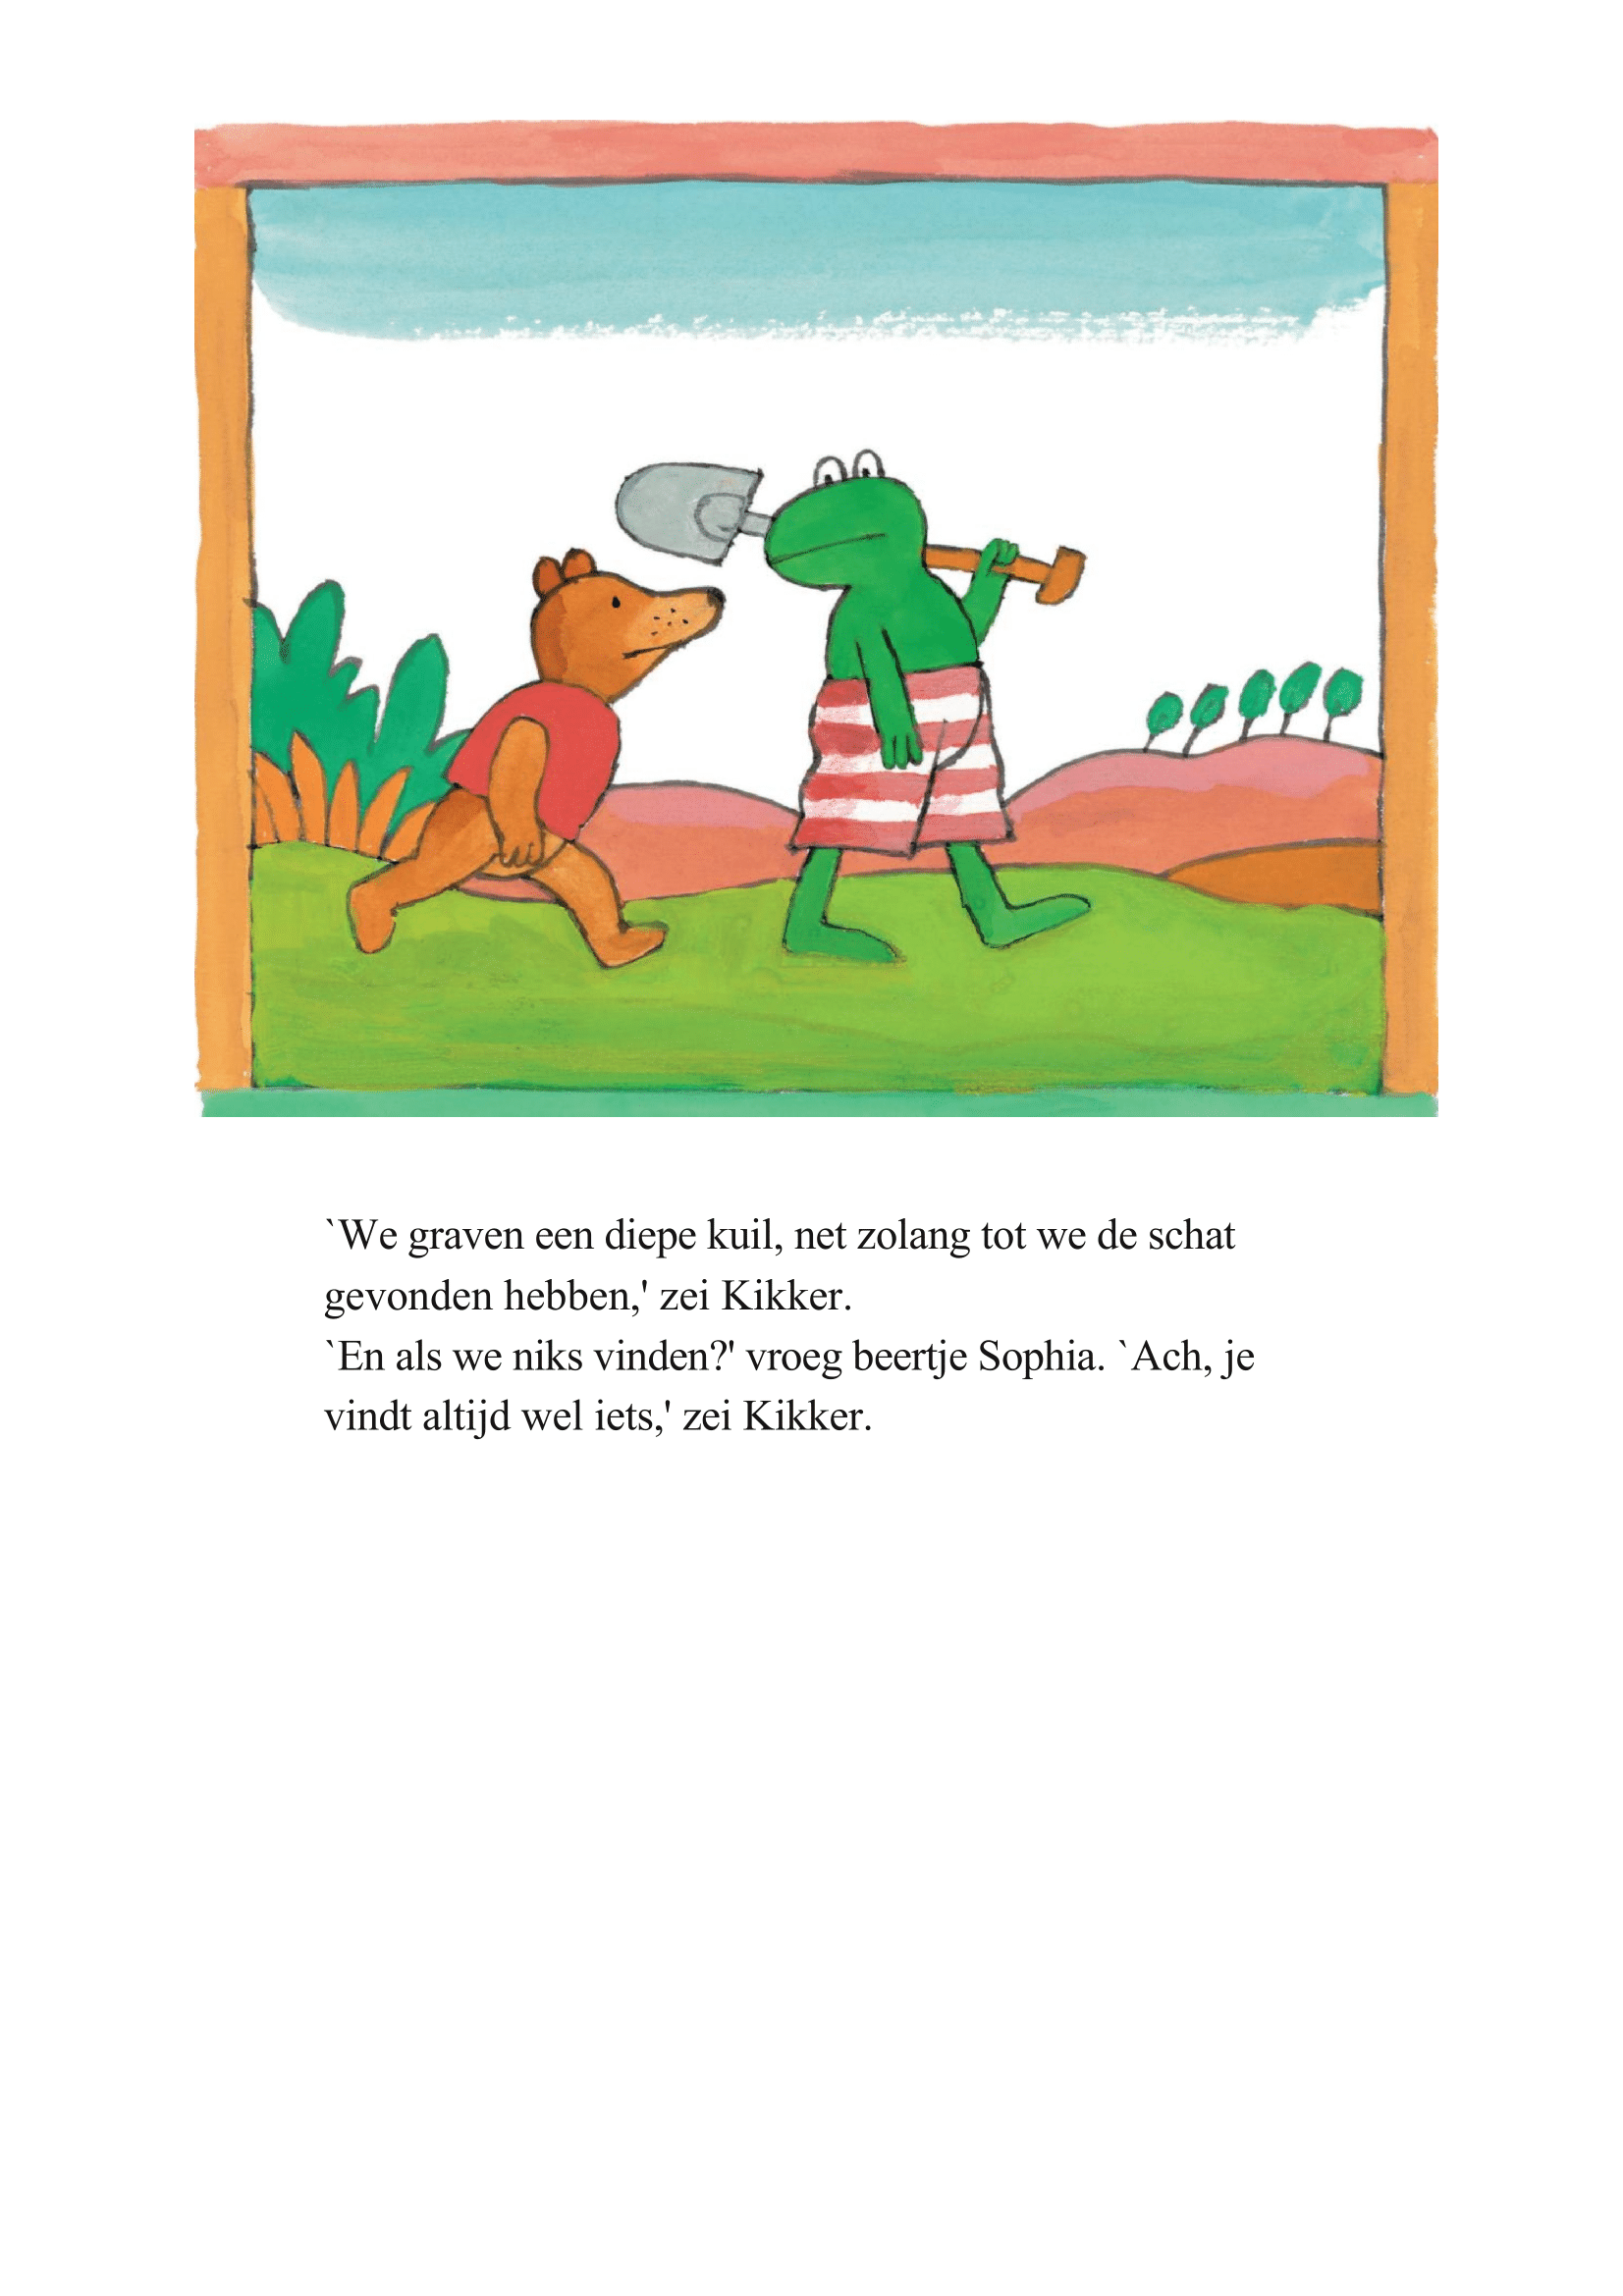 `We graven een diepe kuil, net zolang tot we de schat
gevonden hebben,' zei Kikker.
`En als we niks vinden?' vroeg beertje Sophia. `Ach, je
vindt altijd wel iets,' zei Kikker.